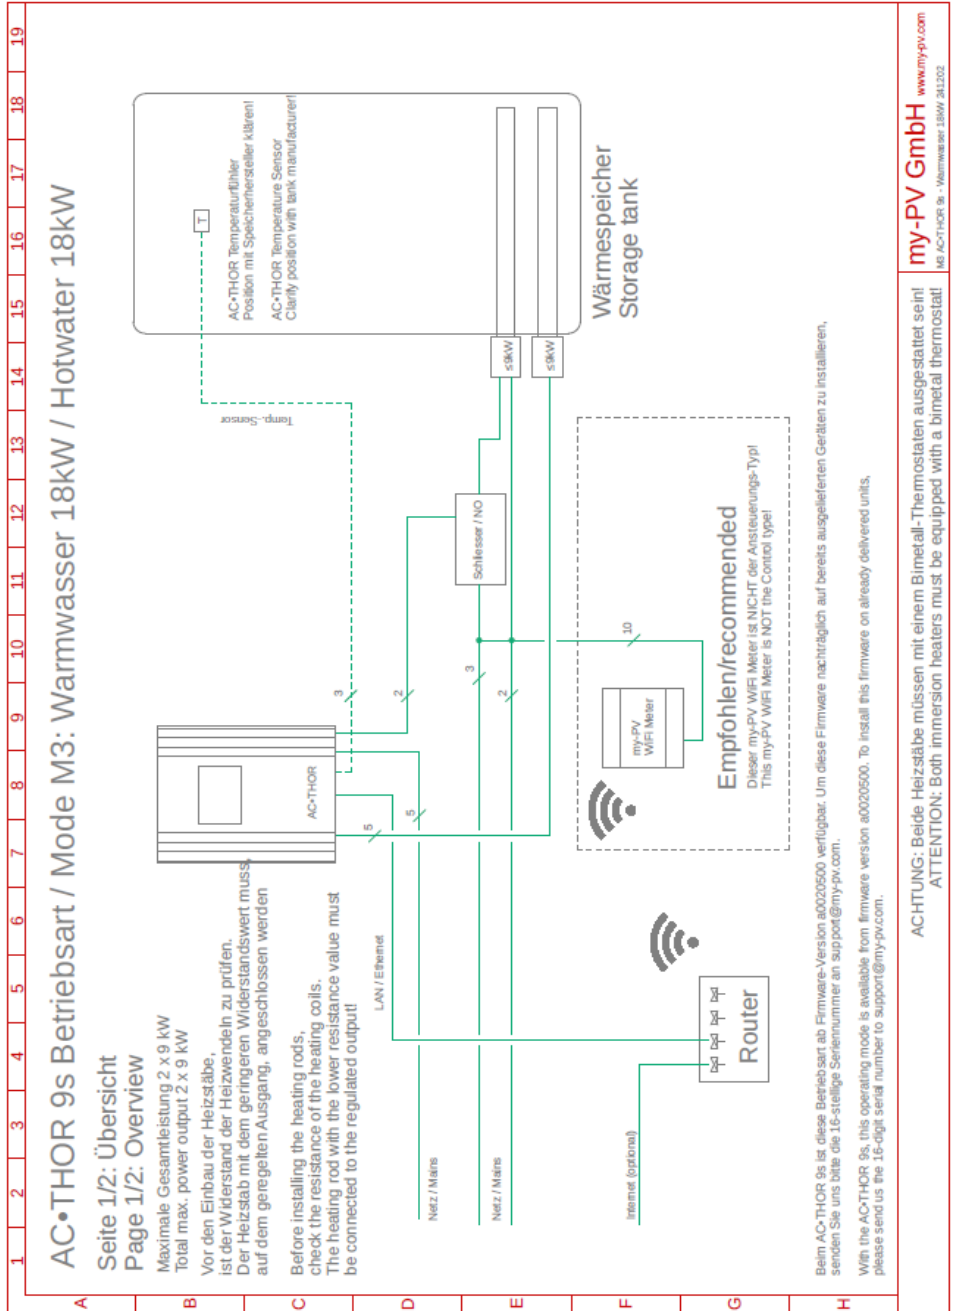 1 2 3 4 5 6 7 8 9 10 11 12 13 14 15 16 17 18 19
A
B
C
D
E
F
G
H
AC•THOR 9s Betriebsart / Mode M3: Warmwasser 18kW / Hotwater 18kW
Seite 1/2: Übersicht
Page 1/2: Overview
Maximale Gesamtleistung 2 x 9 kW
Total max. power output 2 x 9 kW
Vor den Einbau der Heizstäbe,
ist der Widerstand der Heizwendeln zu prüfen.
Der Heizstab mit dem geringeren Widerstandswert muss,
auf dem geregelten Ausgang, angeschlossen werden
Before installing the heating rods,
check the resistance of the heating coils.
The heating rod with the lower resistance value must
be connected to the regulated output!
AC•THOR
T
AC•THOR Temperaturfühler
Position mit Speicherhersteller klären!
AC•THOR Temperature Sensor
Clarify position with tank manufacturer!
Temp.-Sensor
3
2
5
5
LAN / Ethernet
Netz / Mains
Netz / Mains
3
2
Schliesser / NO
≤9kW
≤9kW
Wärmespeicher
Storage tank
10
my-PV
WiFi Meter
Empfohlen/recommended
Dieser my-PV WiFi Meter ist NICHT der Ansteuerungs-Typ!
This my-PV WiFi Meter is NOT the Control type!
Internet (optional)
Router
Beim AC•THOR 9s ist diese Betriebsart ab Firmware-Version a0020500 verfügbar. Um diese Firmware nachträglich auf bereits ausgelieferten Geräten zu installieren,
senden Sie uns bitte die 16-stellige Seriennummer an support@my-pv.com.
With the AC•THOR 9s, this operating mode is available from firmware version a0020500. To install this firmware on already delivered units,
please send us the 16-digit serial number to support@my-pv.com.
ACHTUNG: Beide Heizstäbe müssen mit einem Bimetall-Thermostaten ausgestattet sein!
ATTENTION: Both immersion heaters must be equipped with a bimetal thermostat!
my-PV GmbH www.my-pv.com
M3 AC•THOR 9s - Warmwasser 18kW 241202